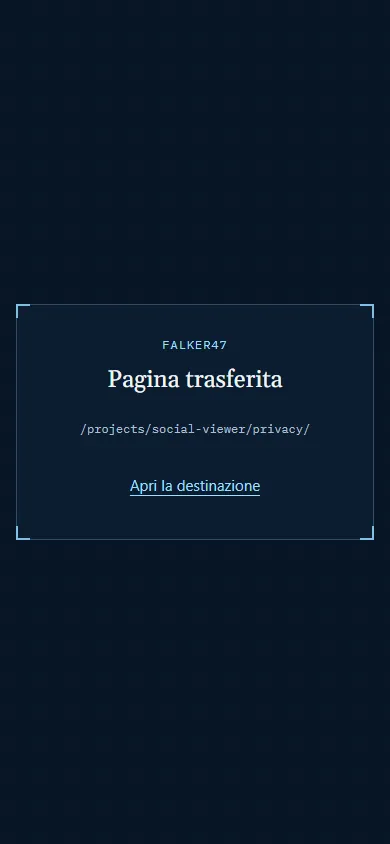 FALKER47
Pagina trasferita
/projects/social-viewer/privacy/
Apri la destinazione